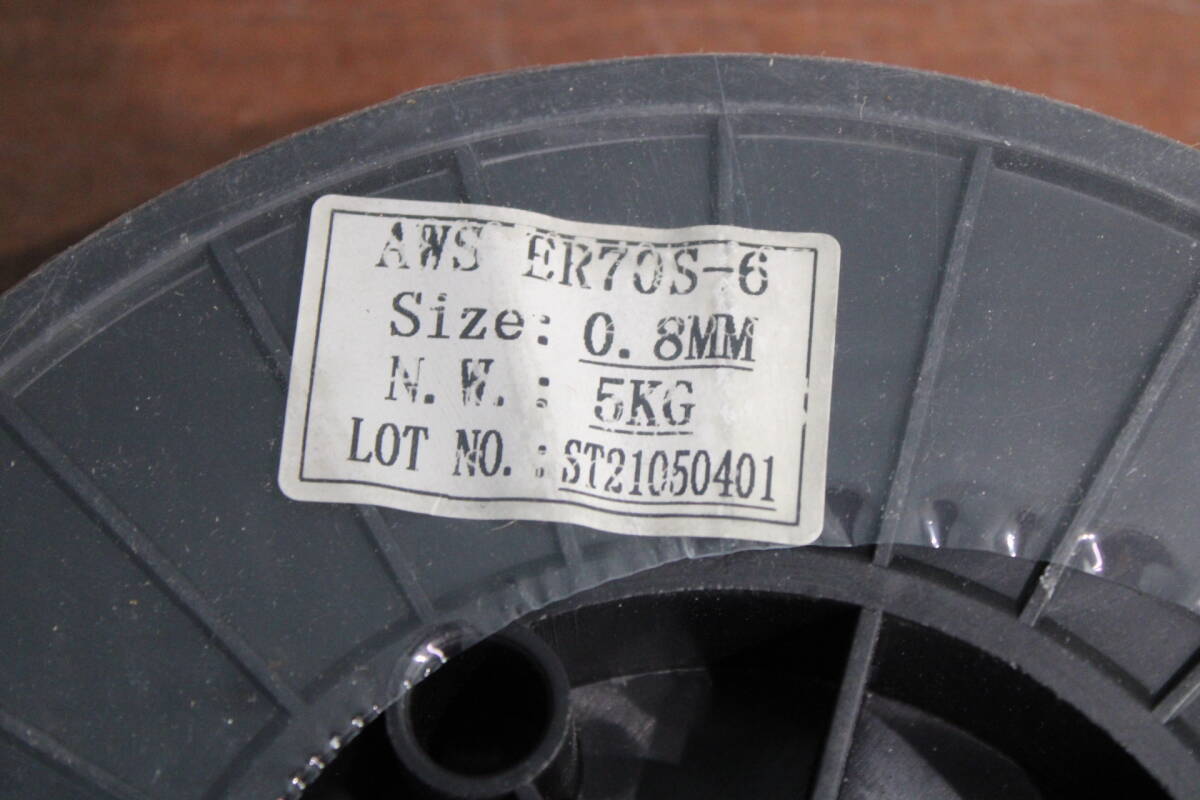 AWS ER70S-6
Size: 0.8MM
N.W.: 5KG
LOT NO.: ST21050401